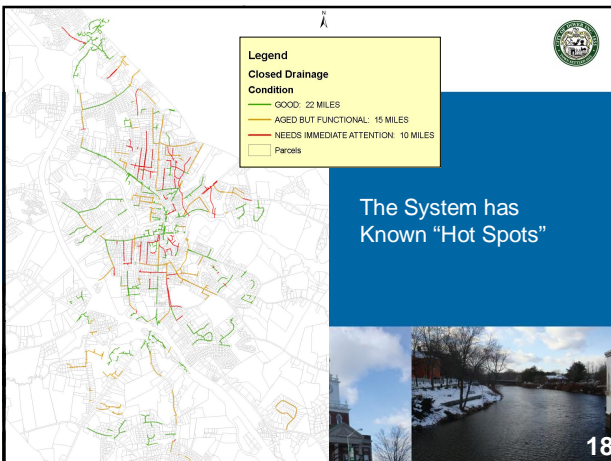 N
Legend
Closed Drainage
Condition
GOOD: 22 MILES
AGED BUT FUNCTIONAL: 15 MILES
NEEDS IMMEDIATE ATTENTION: 10 MILES
Parcels
The System has
Known “Hot Spots”
18